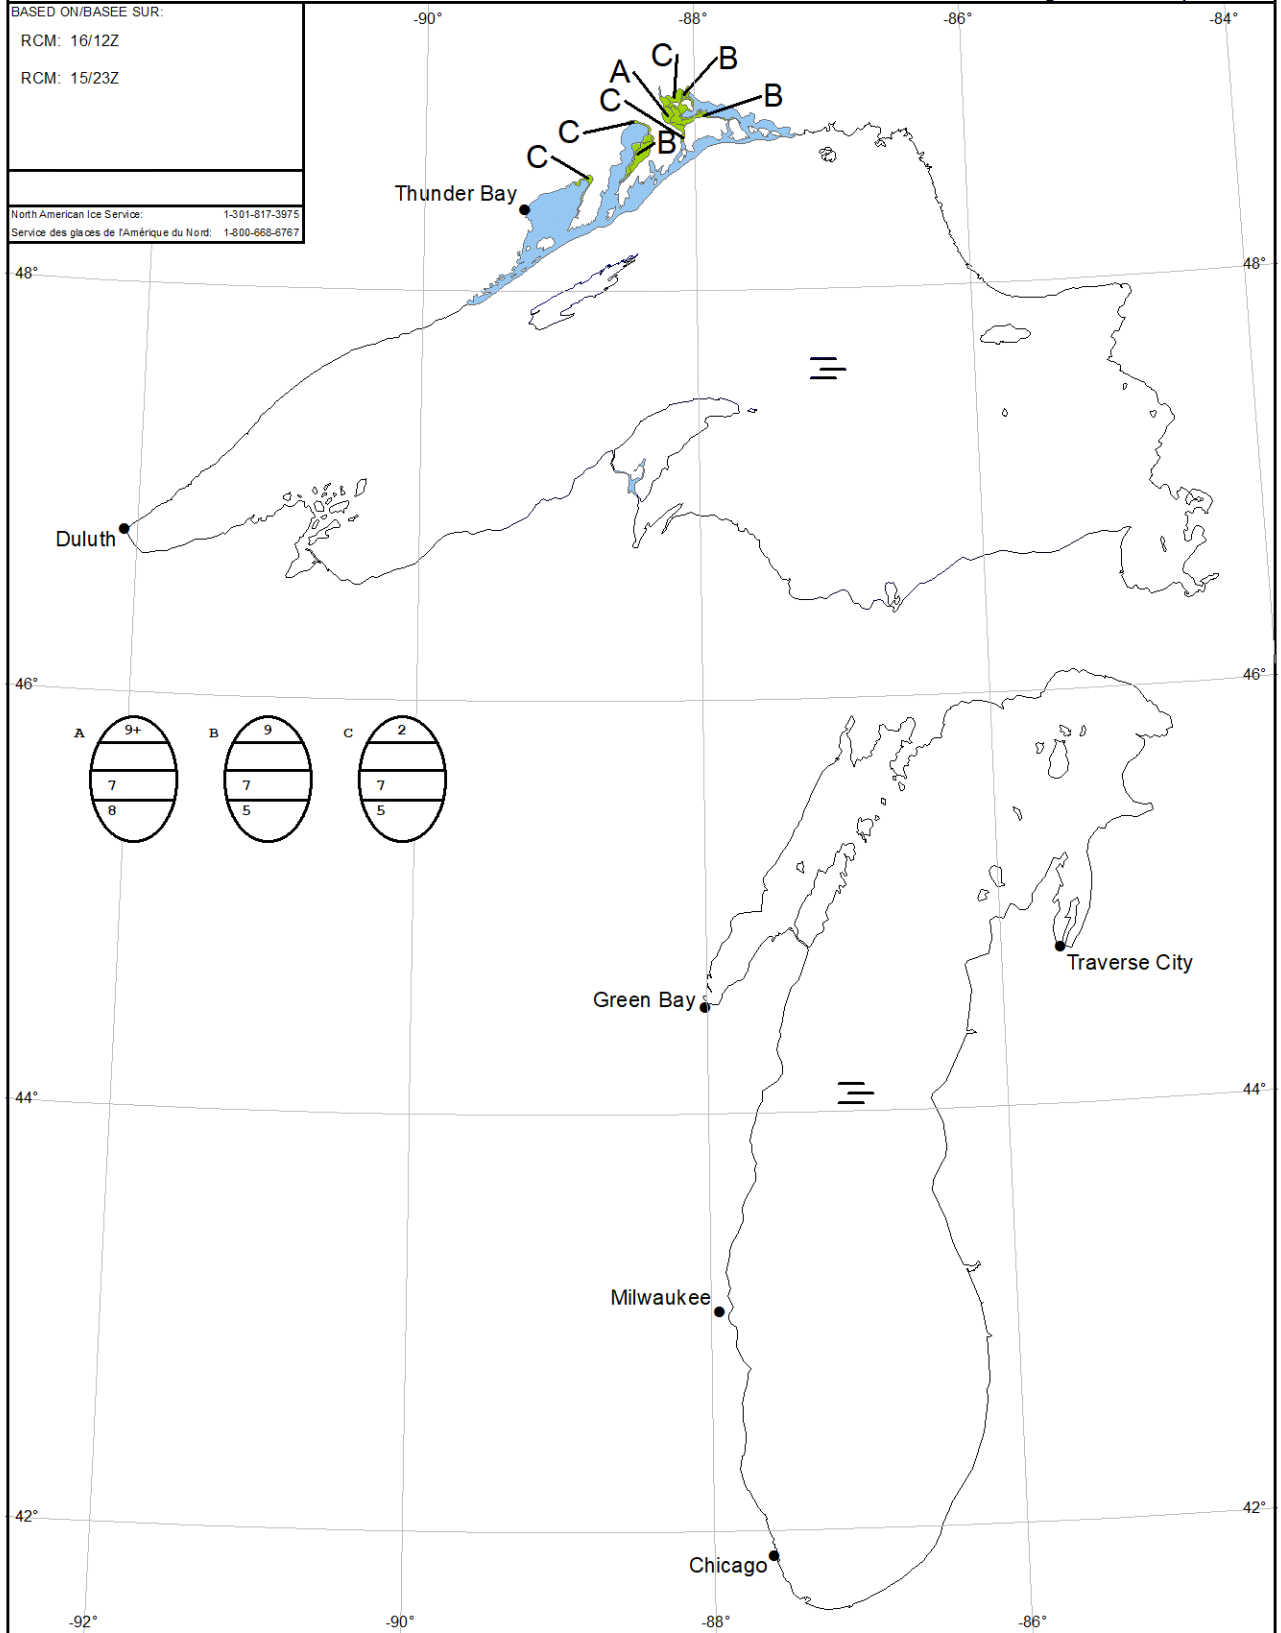 BASED ON/BASEE SUR:
RCM: 16/12Z
RCM: 15/23Z
North American Ice Service: 1-301-817-3975
Service des glaces de l'Amérique du Nord: 1-800-668-6767
-90° -88° -86° -84°
C B
A
C B
C B
C
Thunder Bay
48° 48°
Duluth
46° 46°
A 9+ B 9 C 2
7 7 7
8 5 5
Traverse City
Green Bay
44° 44°
Milwaukee
42° 42°
Chicago
-92° -90° -88° -86°